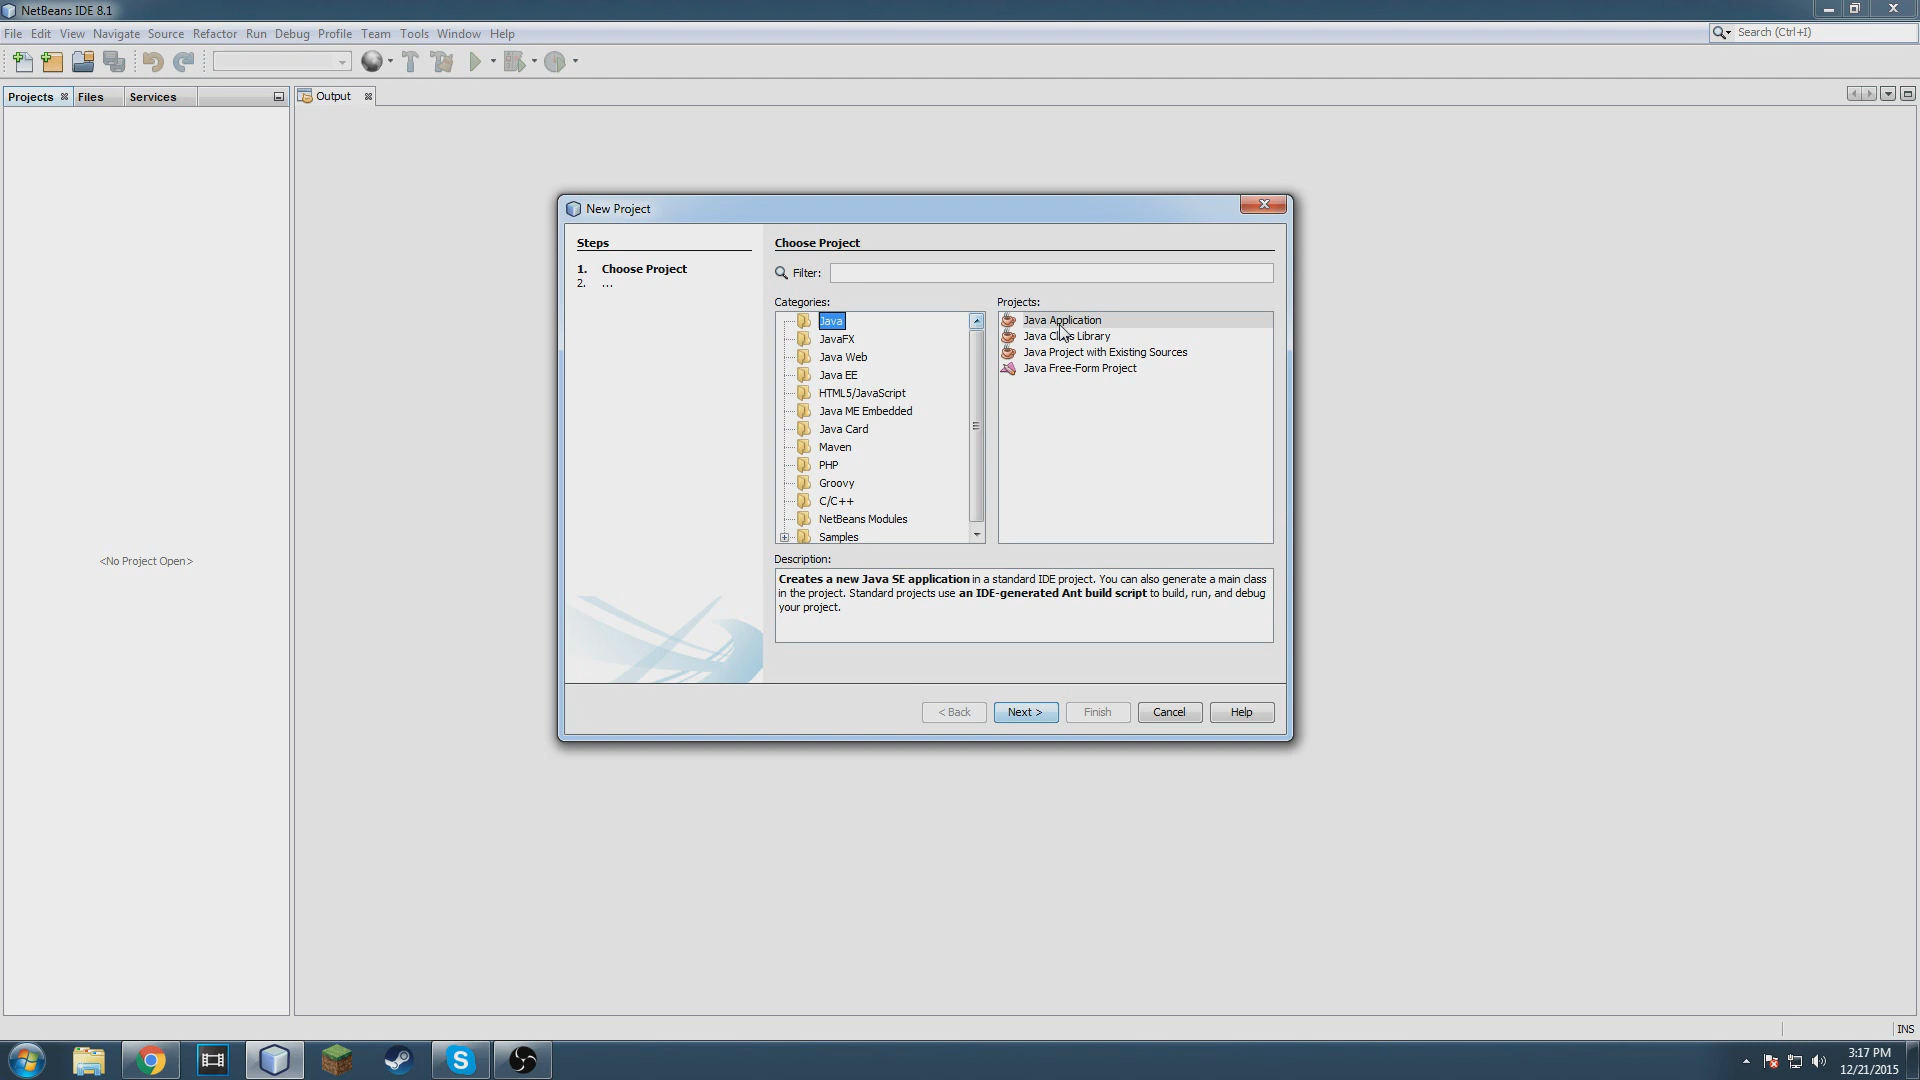 NetBeans IDE 8.1
File Edit View Navigate Source Refactor Run Debug Profile Team Tools Window Help
Search (Ctrl+I)
Projects Files Services
Output
<No Project Open>
New Project
Steps
1. Choose Project
2. ...
Choose Project
Filter:
Categories:
Java
JavaFX
Java Web
Java EE
HTML5/JavaScript
Java ME Embedded
Java Card
Maven
PHP
Groovy
C/C++
NetBeans Modules
Samples
Projects:
Java Application
Java Class Library
Java Project with Existing Sources
Java Free-Form Project
Description:
Creates a new Java SE application in a standard IDE project. You can also generate a main class
in the project. Standard projects use an IDE-generated Ant build script to build, run, and debug
your project.
< Back Next > Finish Cancel Help
INS
3:17 PM
12/21/2015